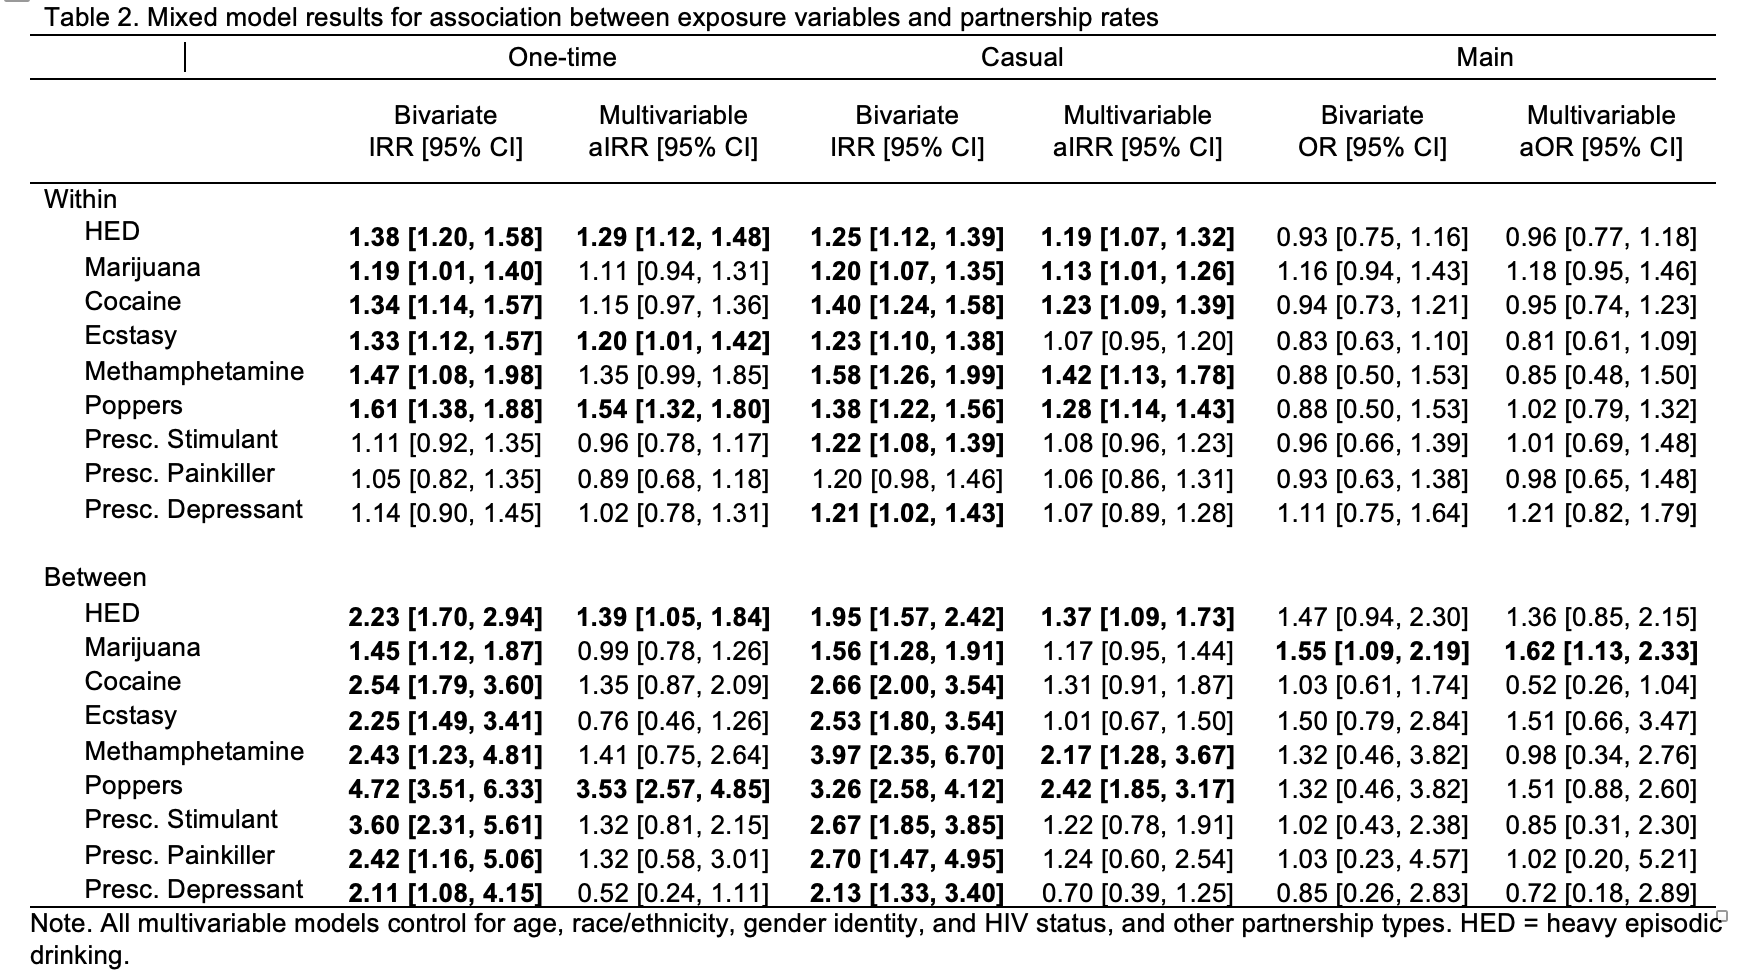 Table 2. Mixed model results for association between exposure variables and partnership rates
One-time Casual Main
Bivariate Multivariable Bivariate Multivariable Bivariate Multivariable
IRR [95% CI] aIRR [95% CI] IRR [95% CI] aIRR [95% CI] OR [95% CI] aOR [95% CI]
Within
HED 1.38 [1.20, 1.58] 1.29 [1.12, 1.48] 1.25 [1.12, 1.39] 1.19 [1.07, 1.32] 0.93 [0.75, 1.16] 0.96 [0.77, 1.18]
Marijuana 1.19 [1.01, 1.40] 1.11 [0.94, 1.31] 1.20 [1.07, 1.35] 1.13 [1.01, 1.26] 1.16 [0.94, 1.43] 1.18 [0.95, 1.46]
Cocaine 1.34 [1.14, 1.57] 1.15 [0.97, 1.36] 1.40 [1.24, 1.58] 1.23 [1.09, 1.39] 0.94 [0.73, 1.21] 0.95 [0.74, 1.23]
Ecstasy 1.33 [1.12, 1.57] 1.20 [1.01, 1.42] 1.23 [1.10, 1.38] 1.07 [0.95, 1.20] 0.83 [0.63, 1.10] 0.81 [0.61, 1.09]
Methamphetamine 1.47 [1.08, 1.98] 1.35 [0.99, 1.85] 1.58 [1.26, 1.99] 1.42 [1.13, 1.78] 0.88 [0.50, 1.53] 0.85 [0.48, 1.50]
Poppers 1.61 [1.38, 1.88] 1.54 [1.32, 1.80] 1.38 [1.22, 1.56] 1.28 [1.14, 1.43] 0.88 [0.50, 1.53] 1.02 [0.79, 1.32]
Presc. Stimulant 1.11 [0.92, 1.35] 0.96 [0.78, 1.17] 1.22 [1.08, 1.39] 1.08 [0.96, 1.23] 0.96 [0.66, 1.39] 1.01 [0.69, 1.48]
Presc. Painkiller 1.05 [0.82, 1.35] 0.89 [0.68, 1.18] 1.20 [0.98, 1.46] 1.06 [0.86, 1.31] 0.93 [0.63, 1.38] 0.98 [0.65, 1.48]
Presc. Depressant 1.14 [0.90, 1.45] 1.02 [0.78, 1.31] 1.21 [1.02, 1.43] 1.07 [0.89, 1.28] 1.11 [0.75, 1.64] 1.21 [0.82, 1.79]
Between
HED 2.23 [1.70, 2.94] 1.39 [1.05, 1.84] 1.95 [1.57, 2.42] 1.37 [1.09, 1.73] 1.47 [0.94, 2.30] 1.36 [0.85, 2.15]
Marijuana 1.45 [1.12, 1.87] 0.99 [0.78, 1.26] 1.56 [1.28, 1.91] 1.17 [0.95, 1.44] 1.55 [1.09, 2.19] 1.62 [1.13, 2.33]
Cocaine 2.54 [1.79, 3.60] 1.35 [0.87, 2.09] 2.66 [2.00, 3.54] 1.31 [0.91, 1.87] 1.03 [0.61, 1.74] 0.52 [0.26, 1.04]
Ecstasy 2.25 [1.49, 3.41] 0.76 [0.46, 1.26] 2.53 [1.80, 3.54] 1.01 [0.67, 1.50] 1.50 [0.79, 2.84] 1.51 [0.66, 3.47]
Methamphetamine 2.43 [1.23, 4.81] 1.41 [0.75, 2.64] 3.97 [2.35, 6.70] 2.17 [1.28, 3.67] 1.32 [0.46, 3.82] 0.98 [0.34, 2.76]
Poppers 4.72 [3.51, 6.33] 3.53 [2.57, 4.85] 3.26 [2.58, 4.12] 2.42 [1.85, 3.17] 1.32 [0.46, 3.82] 1.51 [0.88, 2.60]
Presc. Stimulant 3.60 [2.31, 5.61] 1.32 [0.81, 2.15] 2.67 [1.85, 3.85] 1.22 [0.78, 1.91] 1.02 [0.43, 2.38] 0.85 [0.31, 2.30]
Presc. Painkiller 2.42 [1.16, 5.06] 1.32 [0.58, 3.01] 2.70 [1.47, 4.95] 1.24 [0.60, 2.54] 1.03 [0.23, 4.57] 1.02 [0.20, 5.21]
Presc. Depressant 2.11 [1.08, 4.15] 0.52 [0.24, 1.11] 2.13 [1.33, 3.40] 0.70 [0.39, 1.25] 0.85 [0.26, 2.83] 0.72 [0.18, 2.89]
Note. All multivariable models control for age, race/ethnicity, gender identity, and HIV status, and other partnership types. HED = heavy episodic
drinking.